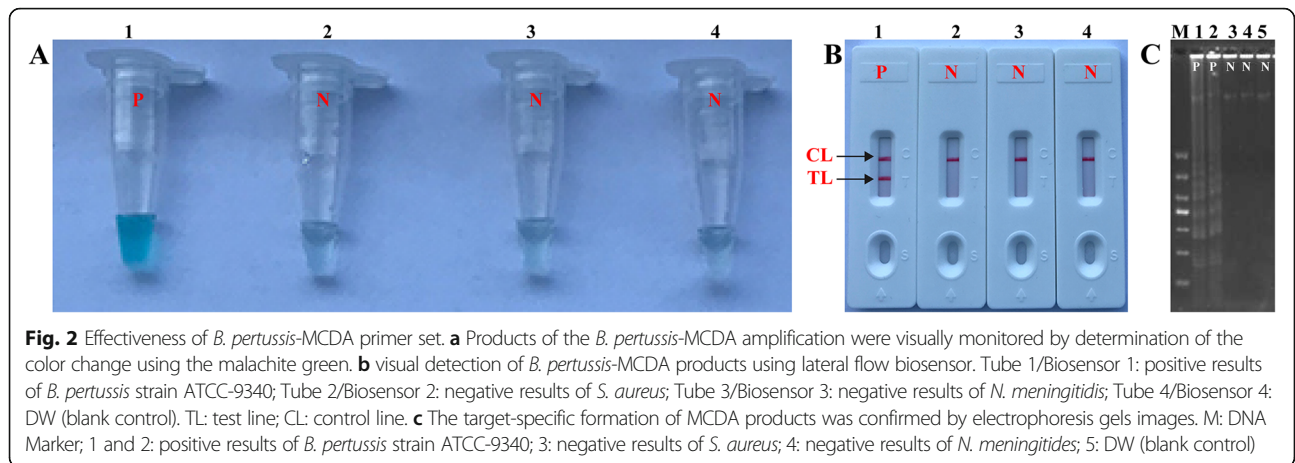 A
1 2 3 4
P N N N
B
1 2 3 4
P N N N
CL
TL
C C C C
T T T T
S S S S
C
M 1 2 3 4 5
P P N N N
Fig. 2 Effectiveness of B. pertussis-MCDA primer set. a Products of the B. pertussis-MCDA amplification were visually monitored by determination of the
color change using the malachite green. b visual detection of B. pertussis-MCDA products using lateral flow biosensor. Tube 1/Biosensor 1: positive results
of B. pertussis strain ATCC-9340; Tube 2/Biosensor 2: negative results of S. aureus; Tube 3/Biosensor 3: negative results of N. meningitidis; Tube 4/Biosensor 4:
DW (blank control). TL: test line; CL: control line. c The target-specific formation of MCDA products was confirmed by electrophoresis gels images. M: DNA
Marker; 1 and 2: positive results of B. pertussis strain ATCC-9340; 3: negative results of S. aureus; 4: negative results of N. meningitides; 5: DW (blank control)